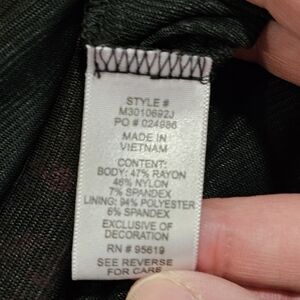 STYLE #
M3010692J
PO # 024986
MADE IN
VIETNAM
CONTENT:
BODY: 47% RAYON
46% NYLON
7% SPANDEX
LINING: 94% POLYESTER
6% SPANDEX
EXCLUSIVE OF
DECORATION
RN # 95619
SEE REVERSE
FOR CARE